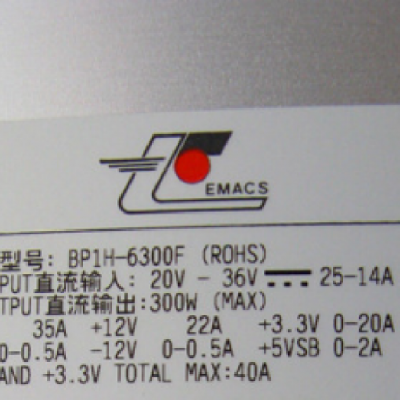 EMACS
型号: BP1H-6300F (ROHS)
PUT直流输入: 20V - 36V 25-14A
TPUT直流输出:300W (MAX)
35A +12V 22A +3.3V 0-20A
0-0.5A -12V 0-0.5A +5VSB 0-2A
AND +3.3V TOTAL MAX:40A